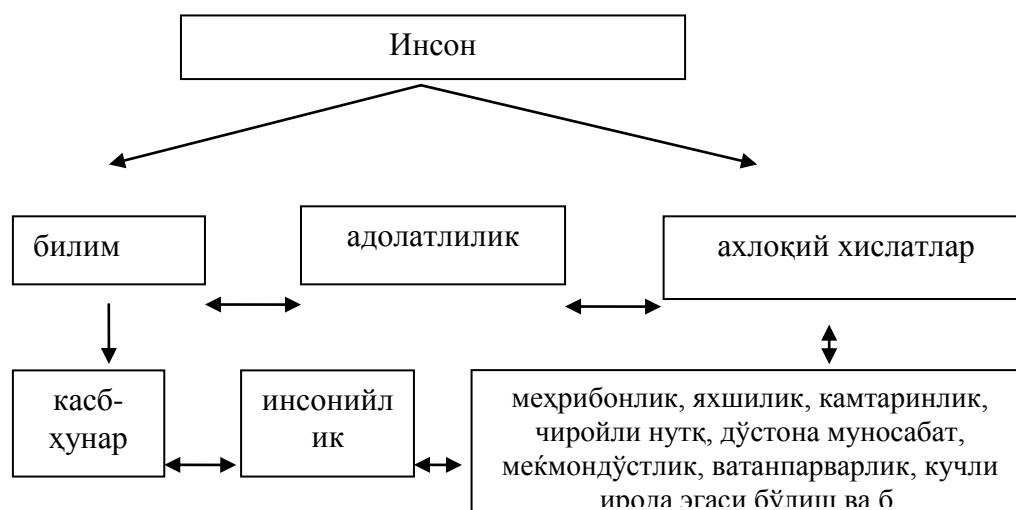 Инсон
билим
адолатлилик
ахлоқий хислатлар
касб-
ҳунар
инсонийл
ик
меҳрибонлик, яхшилик, камтаринлик,
чиройли нутқ, дўстона муносабат,
меќмондўстлик, ватанпарварлик, кучли
ирода эгаси бўлиш ва б